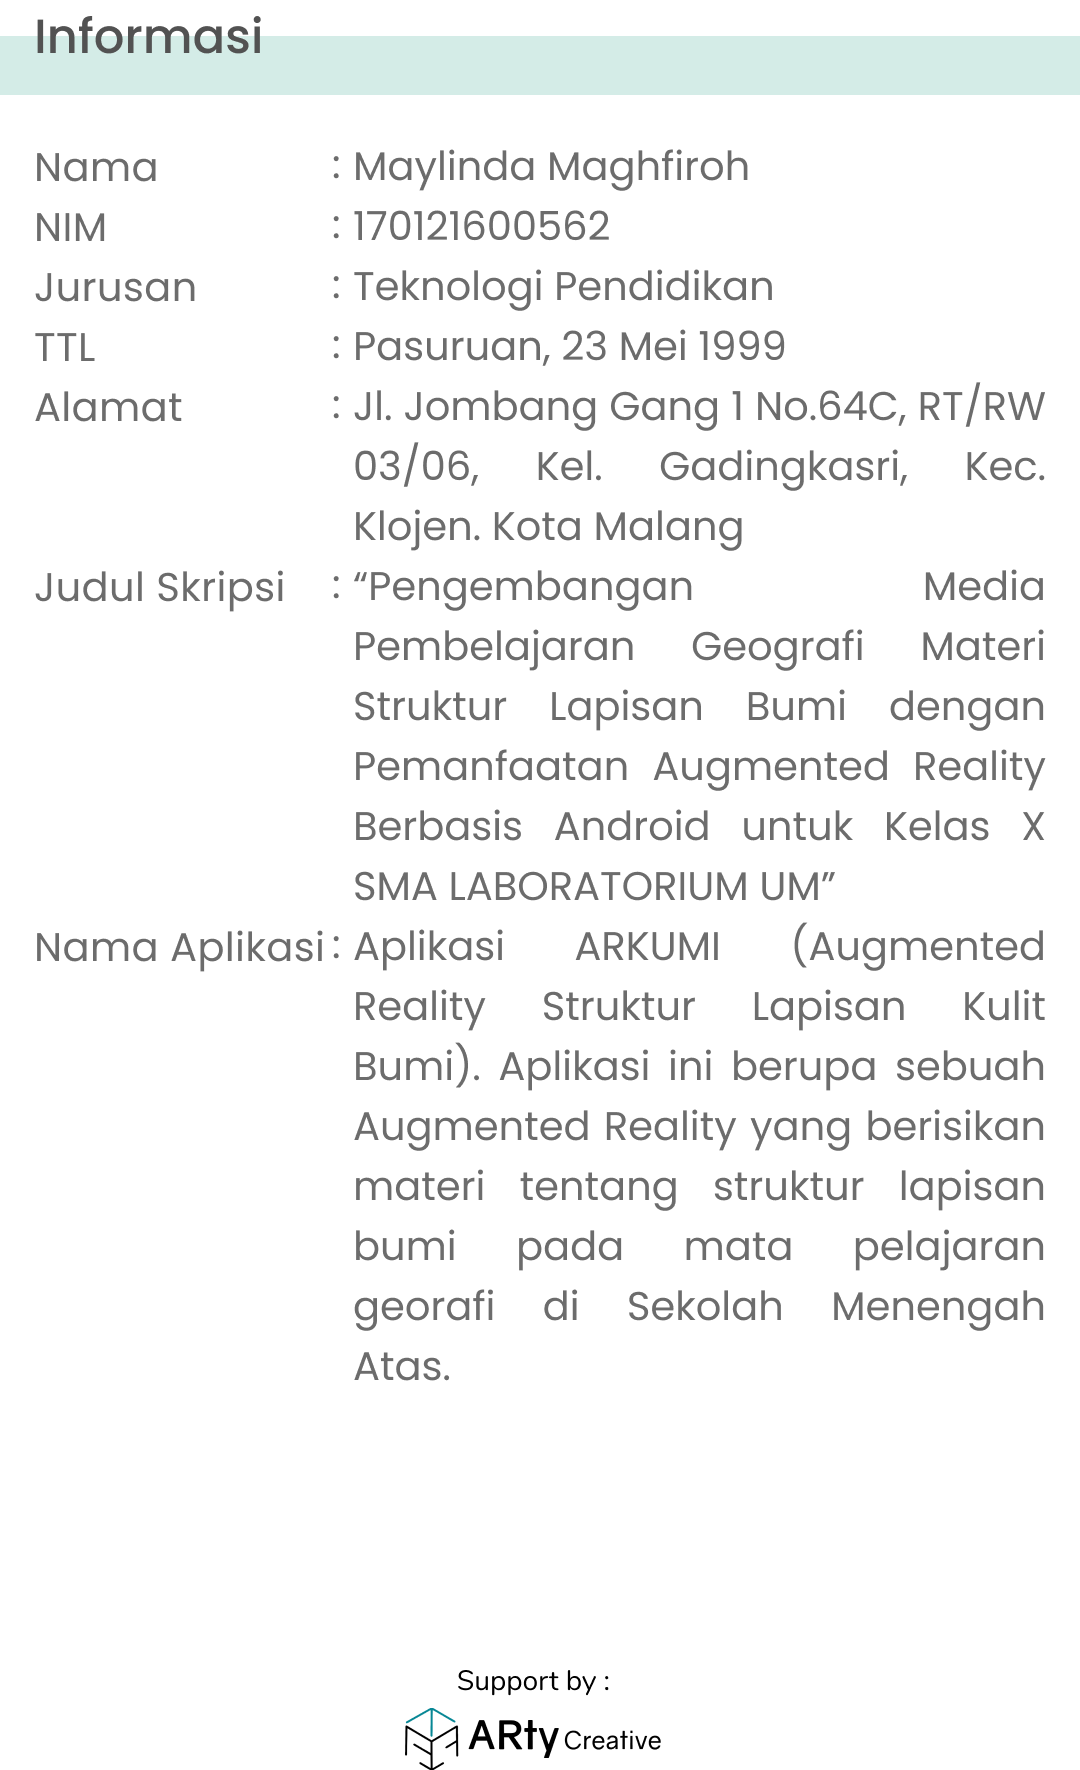 Informasi
Nama : Maylinda Maghfiroh
NIM : 170121600562
Jurusan : Teknologi Pendidikan
TTL : Pasuruan, 23 Mei 1999
Alamat : Jl. Jombang Gang 1 No.64C, RT/RW
03/06, Kel. Gadingkasri, Kec.
Klojen. Kota Malang
Judul Skripsi : “Pengembangan Media
Pembelajaran Geografi Materi
Struktur Lapisan Bumi dengan
Pemanfaatan Augmented Reality
Berbasis Android untuk Kelas X
SMA LABORATORIUM UM”
Nama Aplikasi : Aplikasi ARKUMI (Augmented
Reality Struktur Lapisan Kulit
Bumi). Aplikasi ini berupa sebuah
Augmented Reality yang berisikan
materi tentang struktur lapisan
bumi pada mata pelajaran
georafi di Sekolah Menengah
Atas.
Support by :
ARty Creative